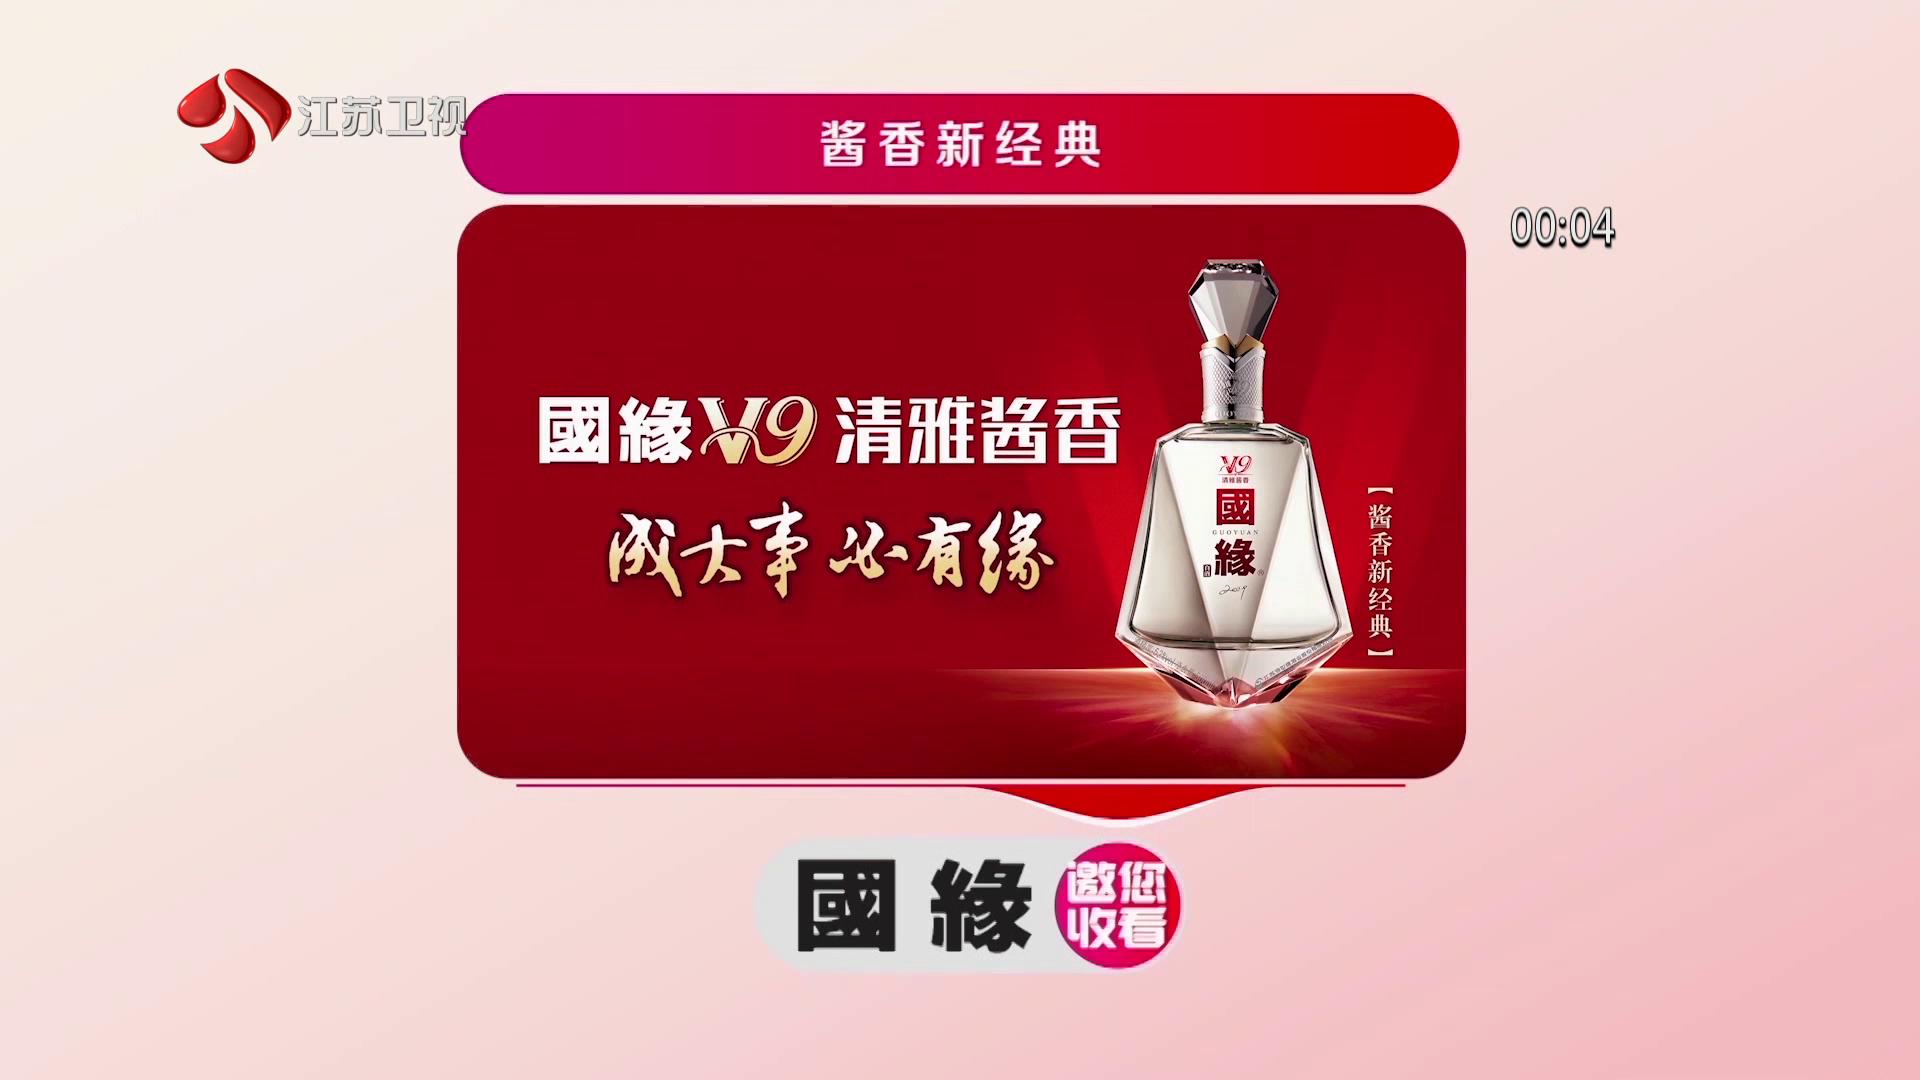 江苏卫视
酱香新经典
00:04
國緣V9 清雅酱香
成大事 必有缘
V9
清雅酱香
國
GUOYUAN
緣
【酱香新经典】
國緣
邀您
收看